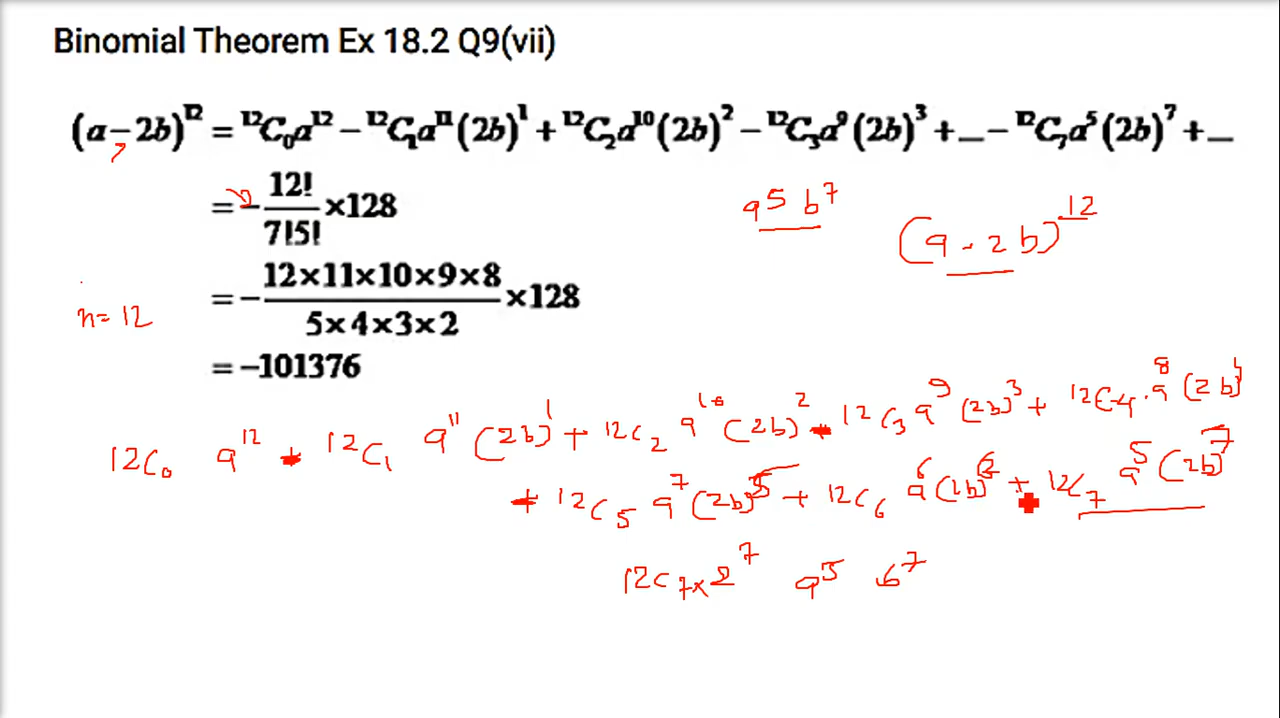 Binomial Theorem Ex 18.2 Q9(vii)
(a−2b)¹² = ¹²C₀a¹² − ¹²C₁a¹¹(2b)¹ + ¹²C₂a¹⁰(2b)² − ¹²C₃a⁹(2b)³ + ... − ¹²C₇a⁵(2b)⁷ + ...
= − 12!/7!5! ×128
a⁵ b⁷
(a - 2b)¹²
= − 12×11×10×9×8/5×4×3×2 ×128
n = 12
= −101376
12C₀ a¹² - 12C₁ a¹¹ (2b)¹ + 12C₂ a¹⁰ (2b)² - 12C₃ a⁹ (2b)³ + 12C₄ . a⁸ (2b)⁴
- 12C₅ a⁷ (2b)⁵ + 12C₆ a⁶ (2b)⁶ + 12C₇ a⁵ (2b)⁷
12C₇ × 2⁷ a⁵ b⁷